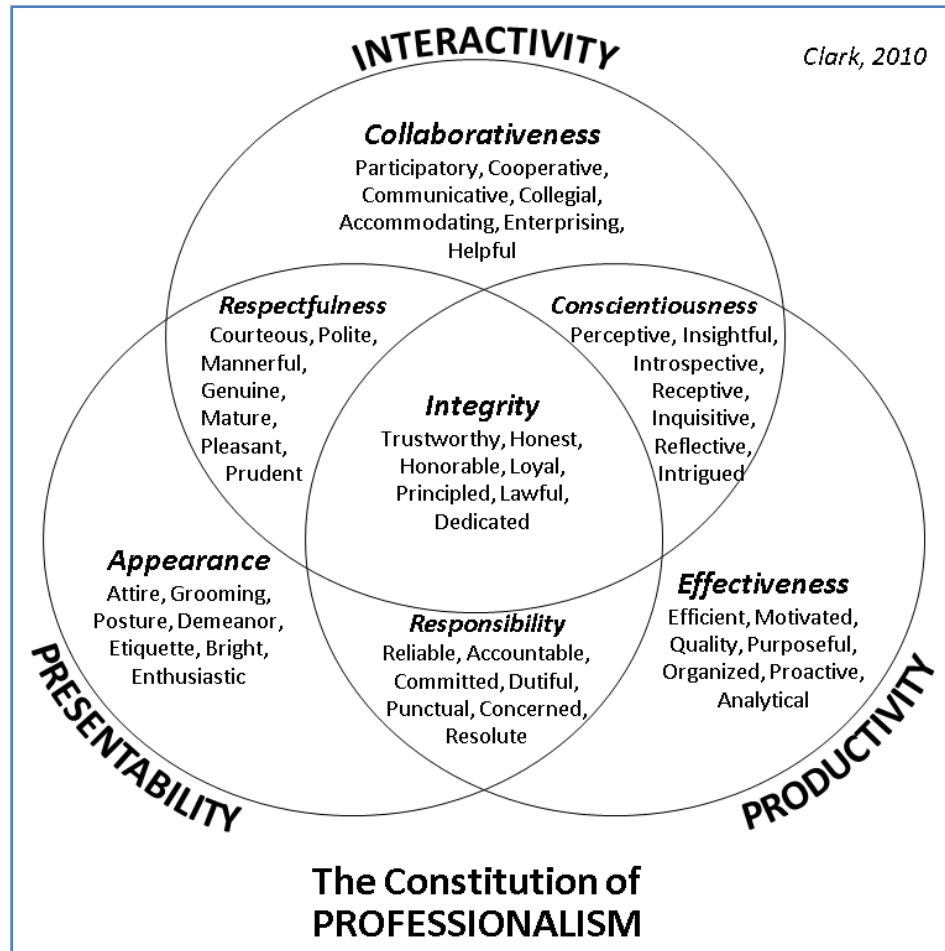 INTERACTIVITY
Clark, 2010
Collaborativeness
Participatory, Cooperative,
Communicative, Collegial,
Accommodating, Enterprising,
Helpful
Respectfulness
Courteous, Polite,
Mannerful,
Genuine,
Mature,
Pleasant,
Prudent
Conscientiousness
Perceptive, Insightful,
Introspective,
Receptive,
Inquisitive,
Reflective,
Intrigued
Integrity
Trustworthy, Honest,
Honorable, Loyal,
Principled, Lawful,
Dedicated
Appearance
Attire, Grooming,
Posture, Demeanor,
Etiquette, Bright,
Enthusiastic
Responsibility
Reliable, Accountable,
Committed, Dutiful,
Punctual, Concerned,
Resolute
Effectiveness
Efficient, Motivated,
Quality, Purposeful,
Organized, Proactive,
Analytical
PRESENTABILITY
PRODUCTIVITY
The Constitution of
PROFESSIONALISM